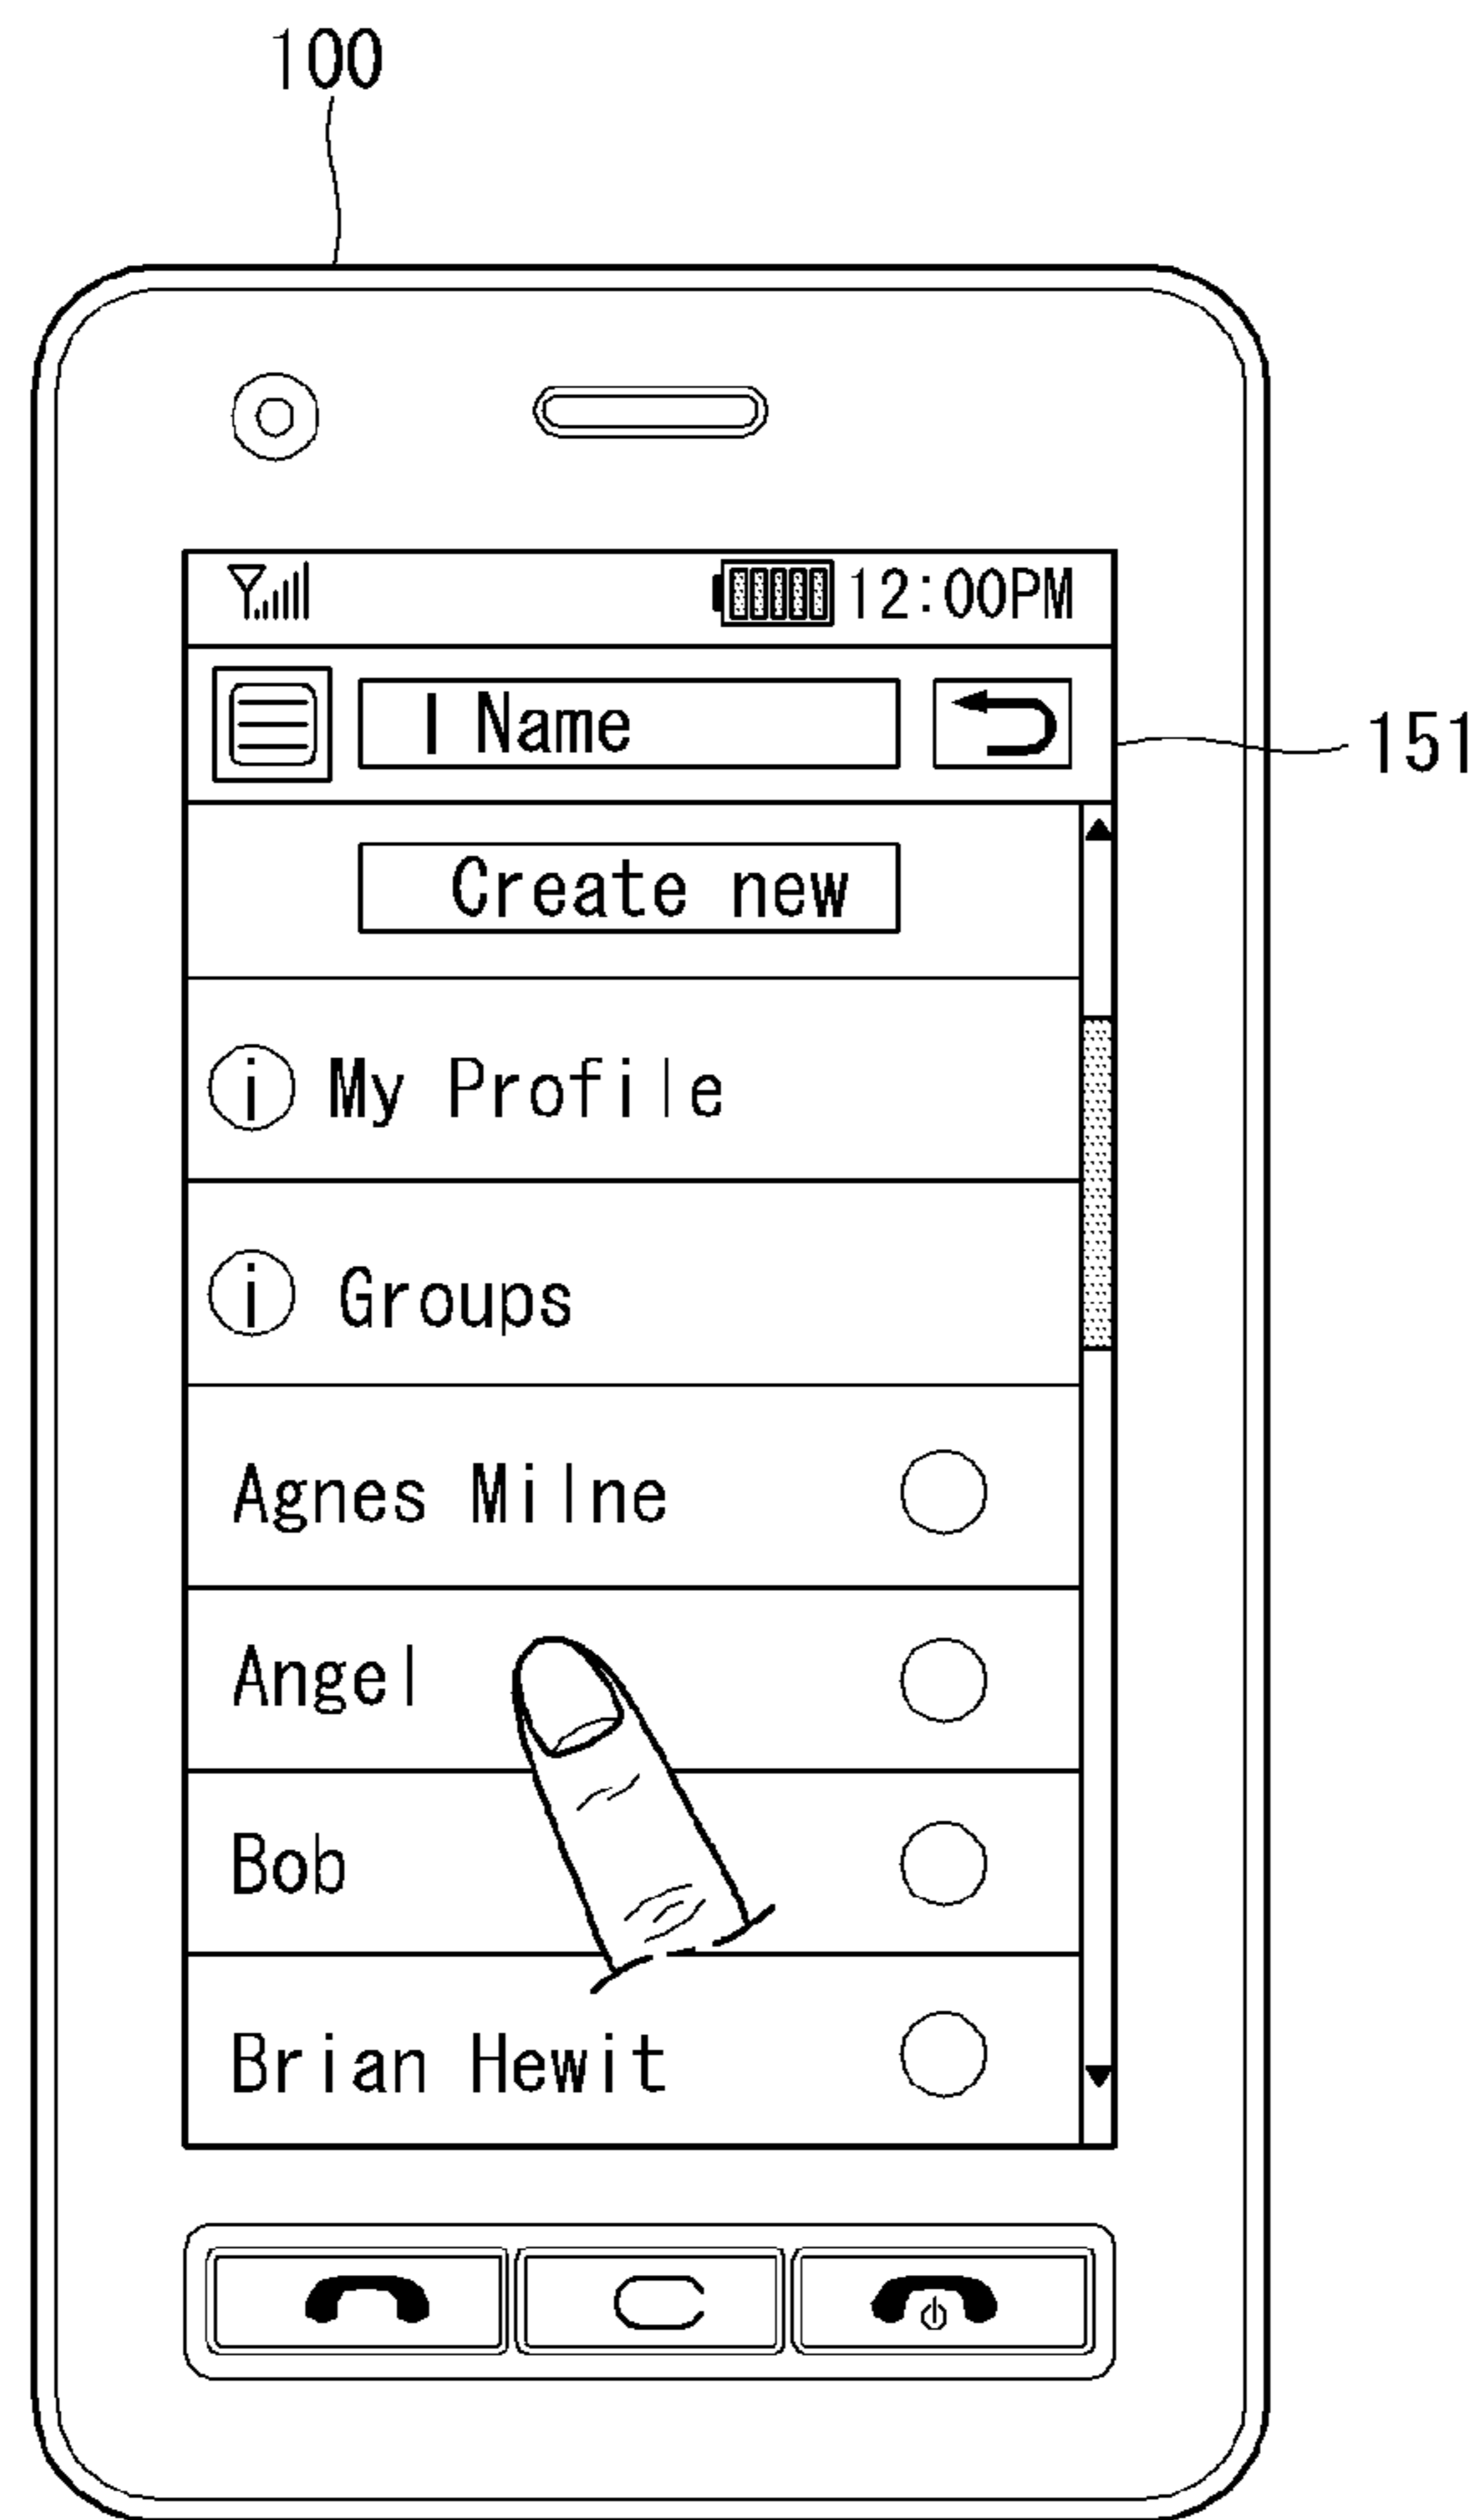 100
12:00PM
Name
151
Create new
i My Profile
i Groups
Agnes Milne
Angel
Bob
Brian Hewit
C